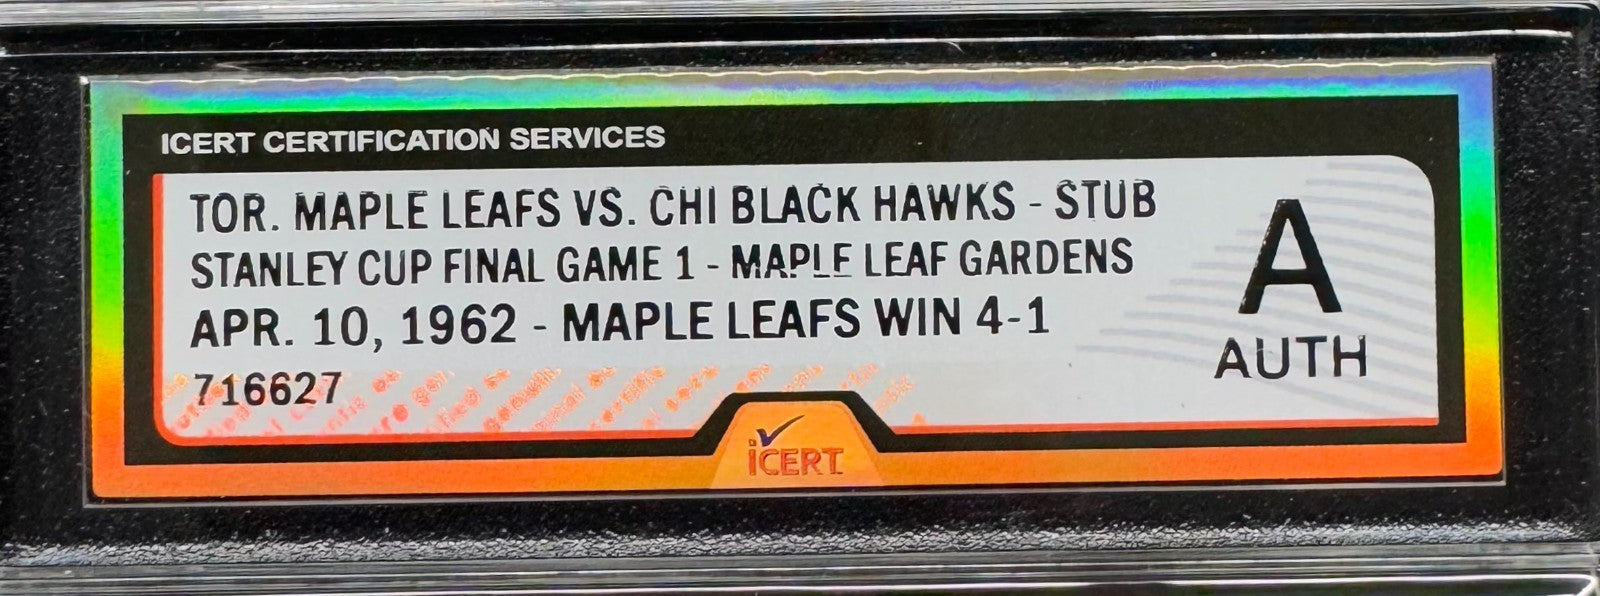 ICERT CERTIFICATION SERVICES
TOR. MAPLE LEAFS VS. CHI BLACK HAWKS - STUB
STANLEY CUP FINAL GAME 1 - MAPLE LEAF GARDENS
APR. 10, 1962 - MAPLE LEAFS WIN 4-1
716627
A
AUTH
iCERT